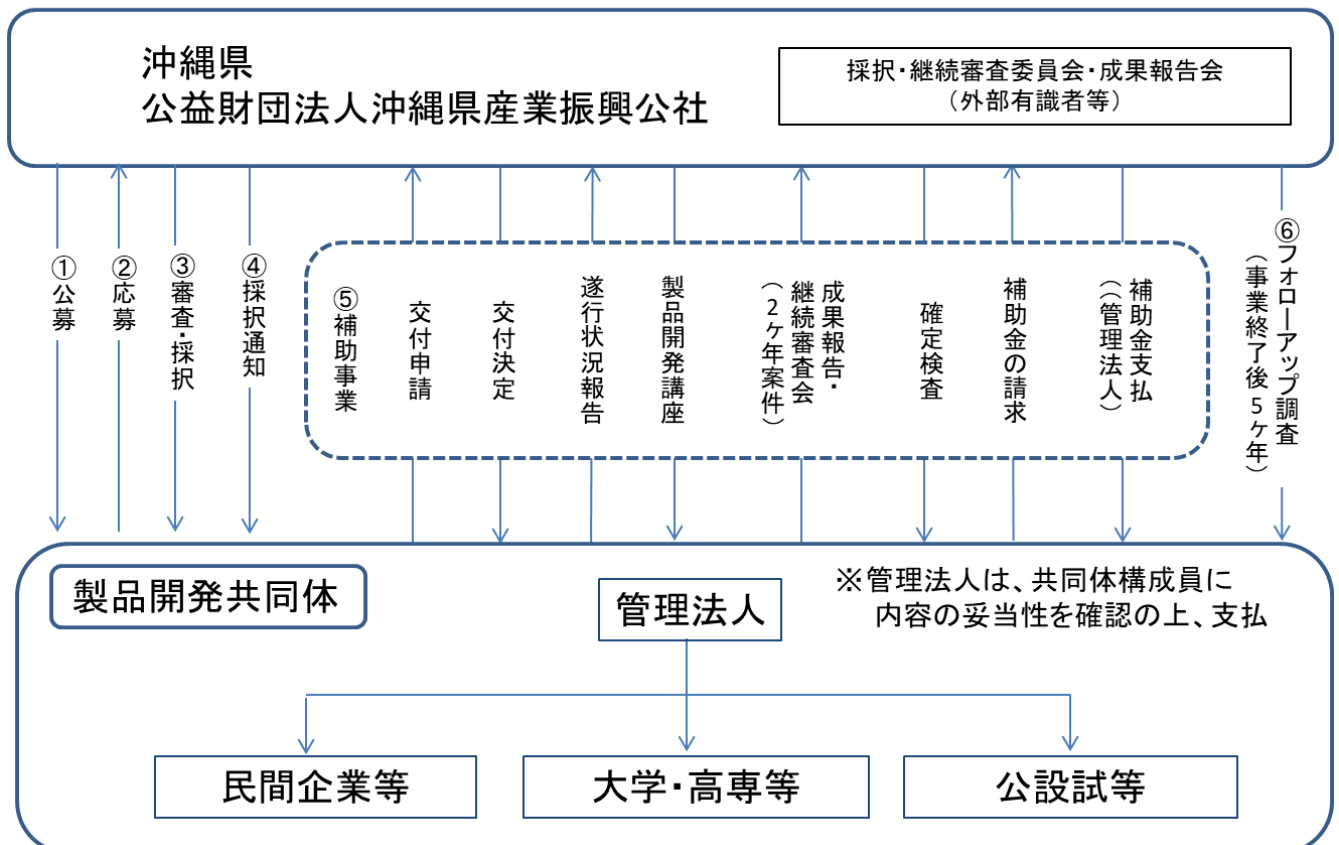 沖縄県
公益財団法人沖縄県産業振興公社
採択・継続審査委員会・成果報告会
（外部有識者等）
①公募
②応募
③審査・採択
④採択通知
⑤補助事業
交付申請
交付決定
遂行状況報告
製品開発講座
成果報告・
継続審査会
（２ヶ年案件）
確定検査
補助金の請求
補助金支払
（（管理法人）
⑥フォローアップ調査
（事業終了後 5ヶ年）
製品開発共同体
管理法人
※管理法人は、共同体構成員に
内容の妥当性を確認の上、支払
民間企業等
大学・高専等
公設試等